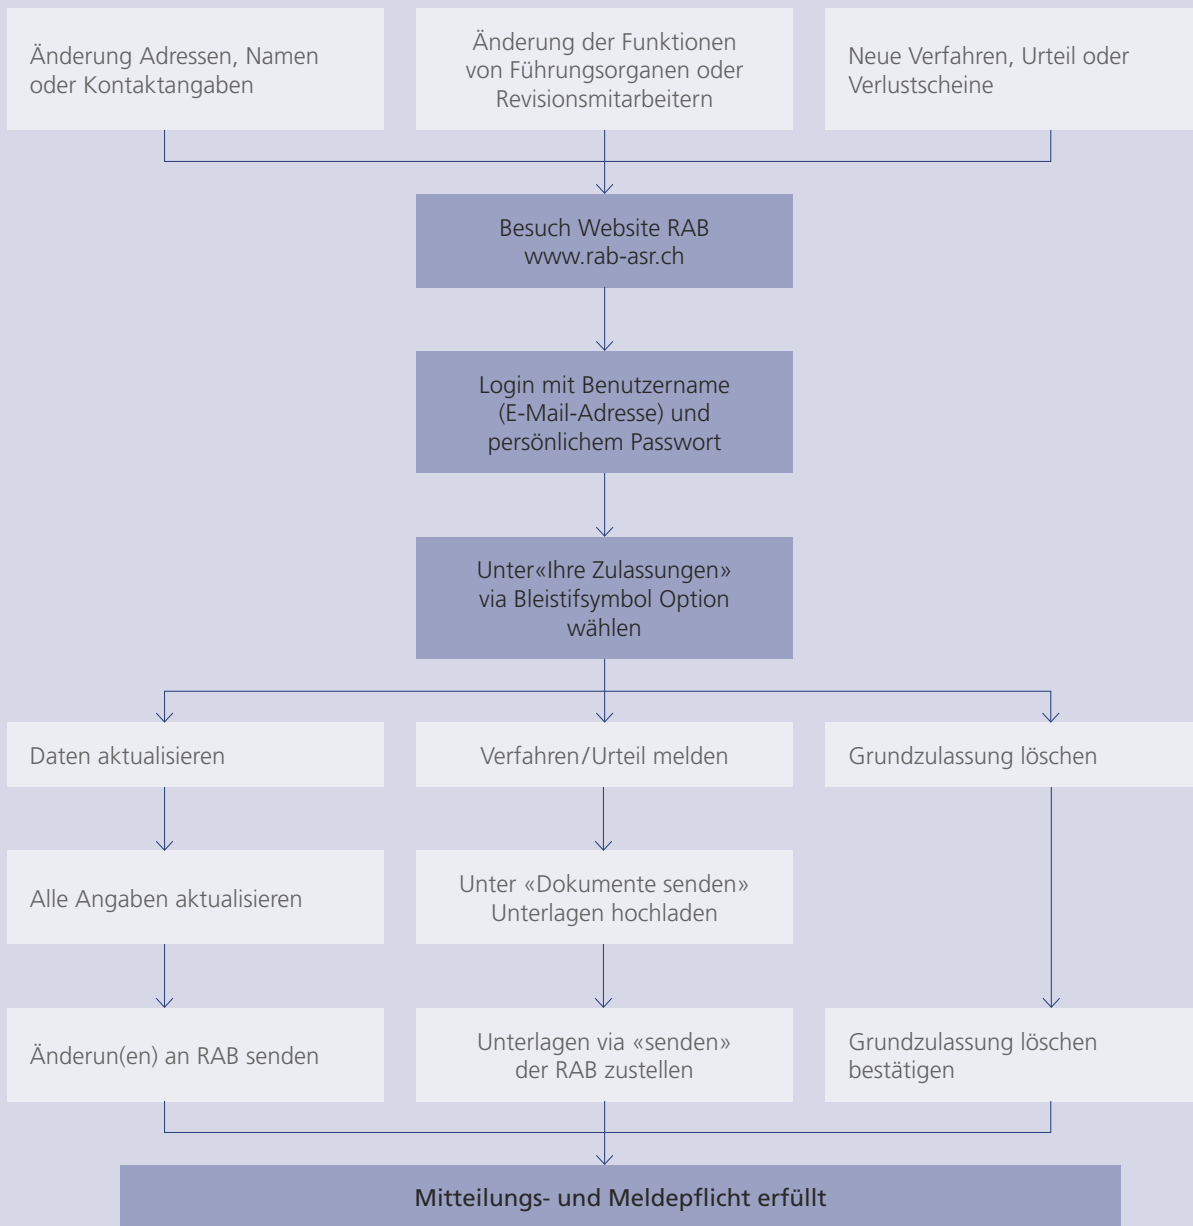 Änderung Adressen, Namen
oder Kontaktangaben
Änderung der Funktionen
von Führungsorganen oder
Revisionsmitarbeitern
Neue Verfahren, Urteil oder
Verlustscheine
Besuch Website RAB
www.rab-asr.ch
Login mit Benutzername
(E-Mail-Adresse) und
persönlichem Passwort
Unter«Ihre Zulassungen»
via Bleistifsymbol Option
wählen
Daten aktualisieren
Verfahren/Urteil melden
Grundzulassung löschen
Alle Angaben aktualisieren
Unter «Dokumente senden»
Unterlagen hochladen
Änderun(en) an RAB senden
Unterlagen via «senden»
der RAB zustellen
Grundzulassung löschen
bestätigen
Mitteilungs- und Meldepflicht erfüllt